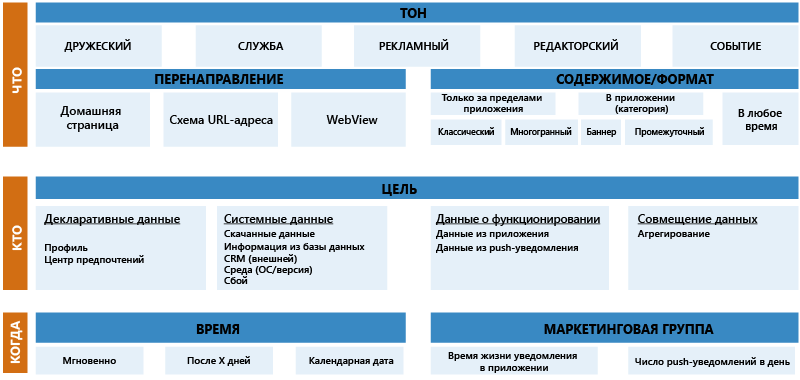 ЧТО
ТОН
ДРУЖЕСКИЙ
СЛУЖБА
РЕКЛАМНЫЙ
РЕДАКТОРСКИЙ
СОБЫТИЕ
ПЕРЕНАПРАВЛЕНИЕ
Домашняя
страница
Схема URL-адреса
WebView
СОДЕРЖИМОЕ/ФОРМАТ
Только за пределами
приложения
В приложении
(категория)
Классический
Многогранный
Баннер
Промежуточный
В любое
время
КТО
ЦЕЛЬ
Декларативные данные
Профиль
Центр предпочтений
Системные данные
Скачанные данные
Информация из базы данных
CRM (внешней)
Среда (ОС/версия)
Сбой
Данные о функционировании
Данные из приложения
Данные из push-уведомления
Совмещение данных
Агрегирование
КОГДА
ВРЕМЯ
Мгновенно
После X дней
Календарная дата
МАРКЕТИНГОВАЯ ГРУППА
Время жизни уведомления
в приложении
Число push-уведомлений в день